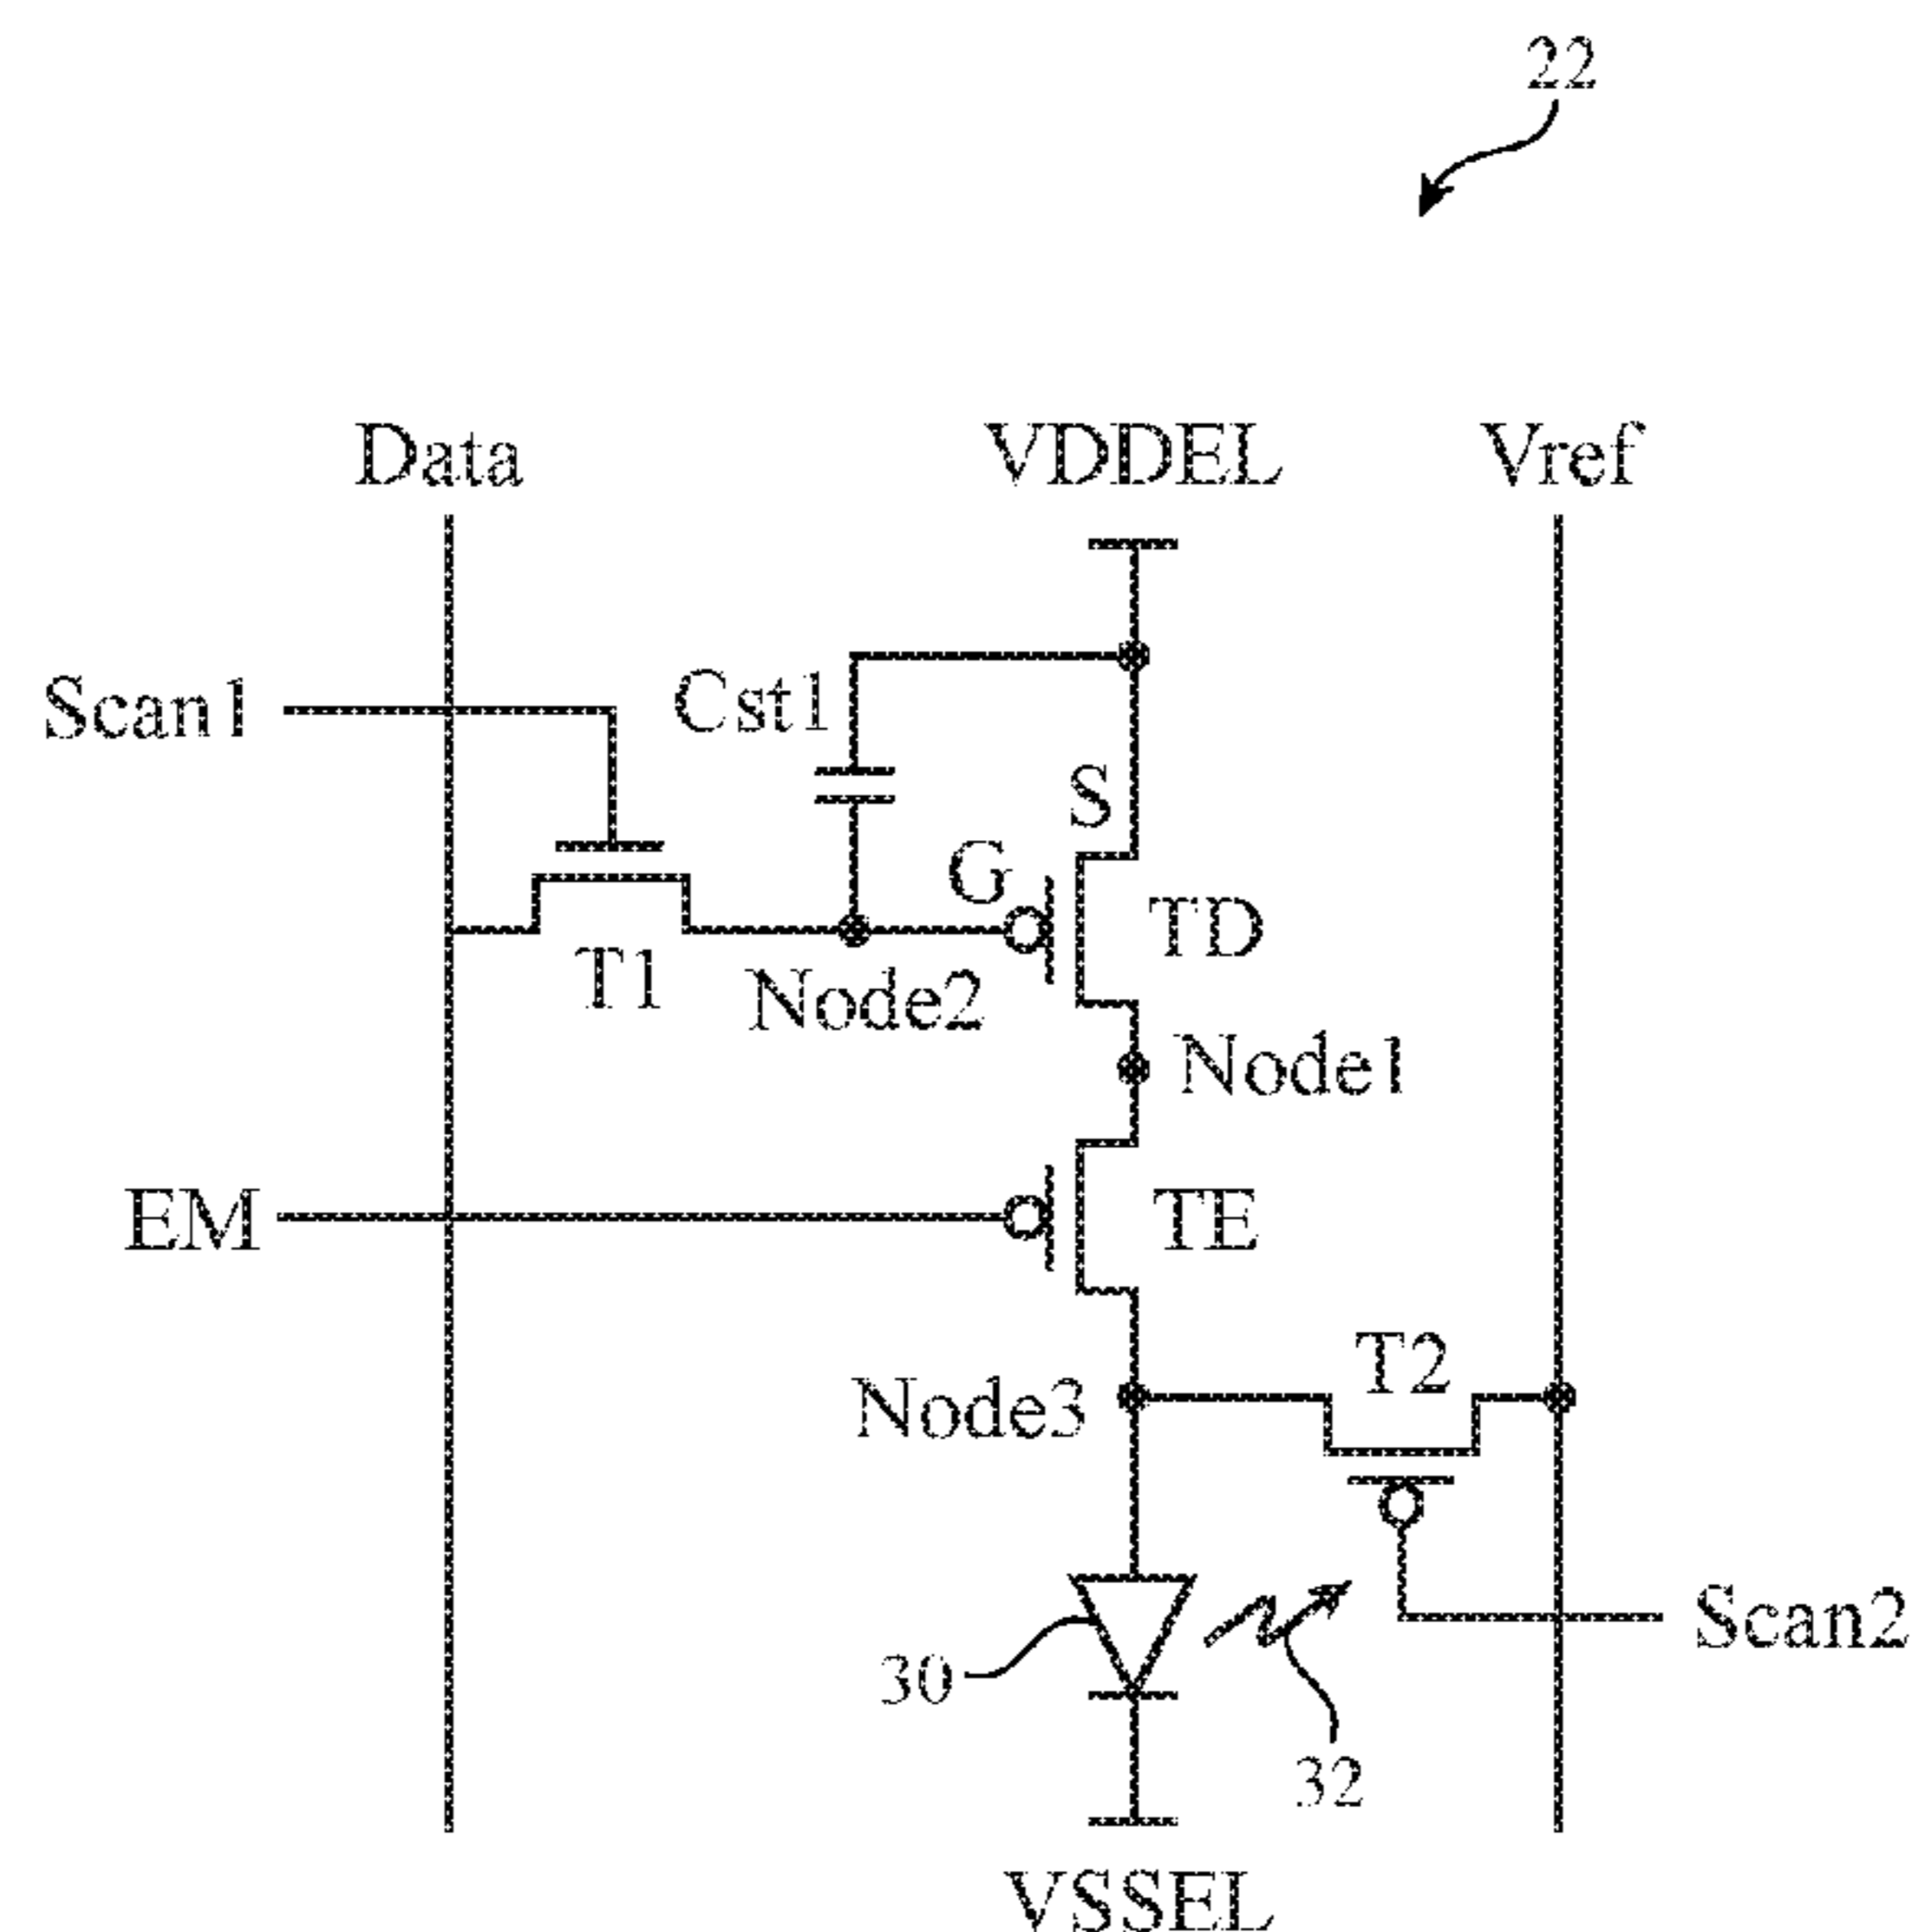 22
Data
VDDEL
Vref
Scan1
Cst1
S
G
TD
T1
Node2
Node1
EM
TE
T2
Node3
30
32
Scan2
VSSEL